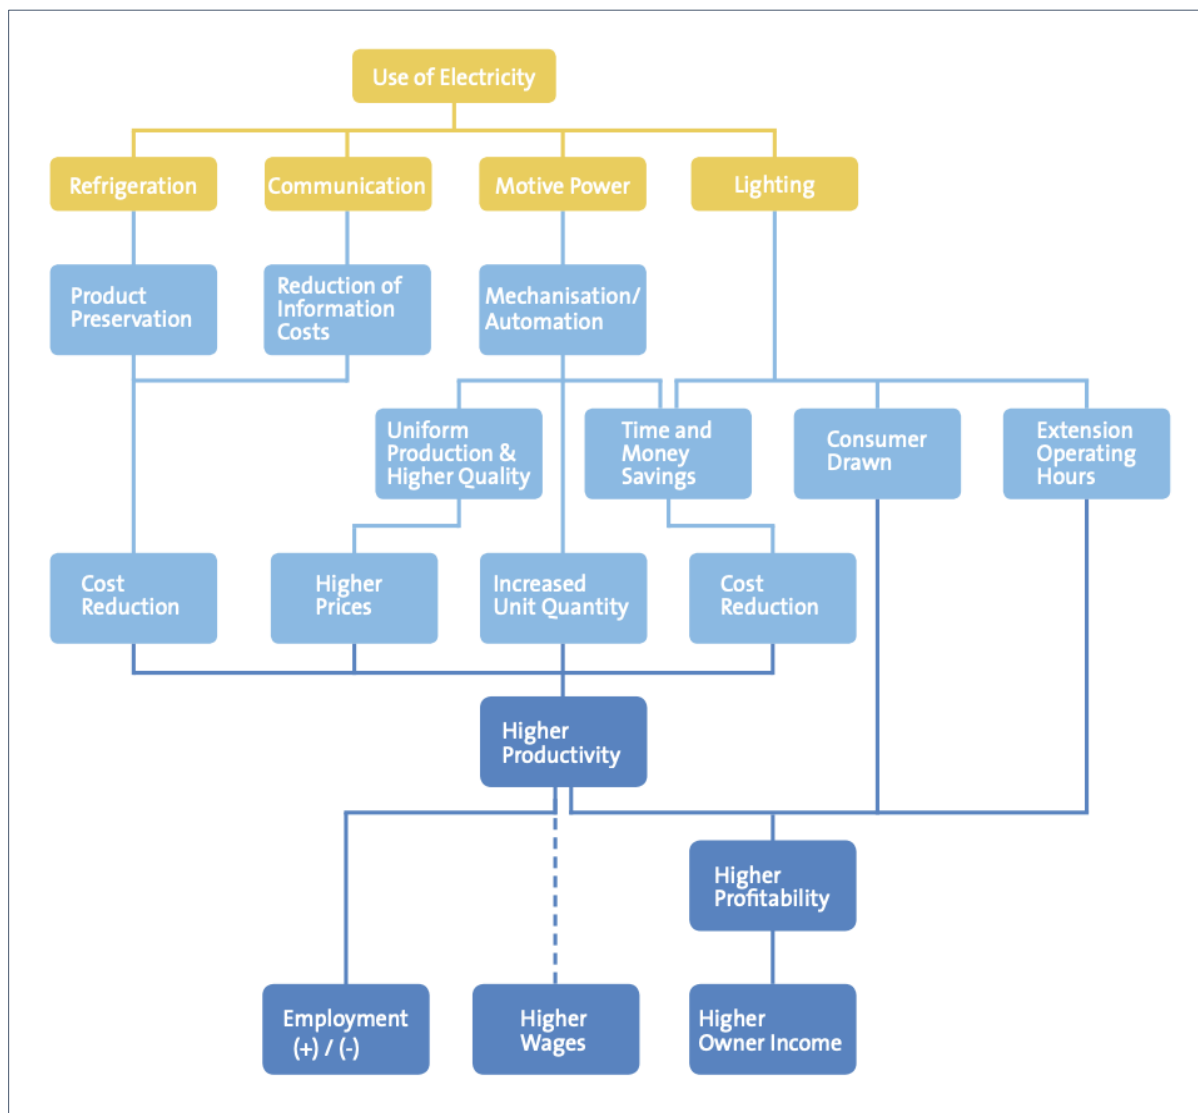 Use of Electricity
Refrigeration
Communication
Motive Power
Lighting
Product
Preservation
Reduction of
Information
Costs
Mechanisation/
Automation
Uniform
Production &
Higher Quality
Time and
Money
Savings
Consumer
Drawn
Extension
Operating
Hours
Cost
Reduction
Higher
Prices
Increased
Unit Quantity
Cost
Reduction
Higher
Productivity
Higher
Profitability
Employment
(+) / (-)
Higher
Wages
Higher
Owner Income